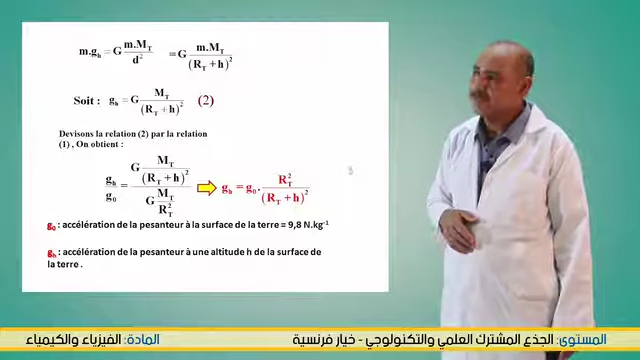 m.g_h = G m.M_T / d² = G m.M_T / (R_T + h)²
Soit : g_h = G M_T / (R_T + h)² (2)
Devisons la relation (2) par la relation
(1) , On obtient :
g_h / g_0 = (G M_T / (R_T + h)²) / (G M_T / R_T²) ⇒ g_h = g_0 . R_T² / (R_T + h)²
g₀ : accélération de la pesanteur à la surface de la terre = 9,8 N.kg⁻¹
g_h : accélération de la pesanteur à une altitude h de la surface de
la terre .
المستوى: الجذع المشترك العلمي والتكنولوجي - خيار فرنسية
المادة: الفيزياء والكيمياء